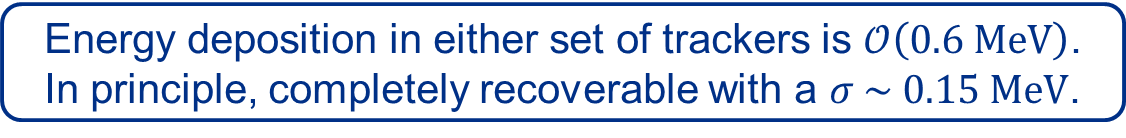 Energy deposition in either set of trackers is 𝒪(0.6 MeV).
In principle, completely recoverable with a σ ~ 0.15 MeV.